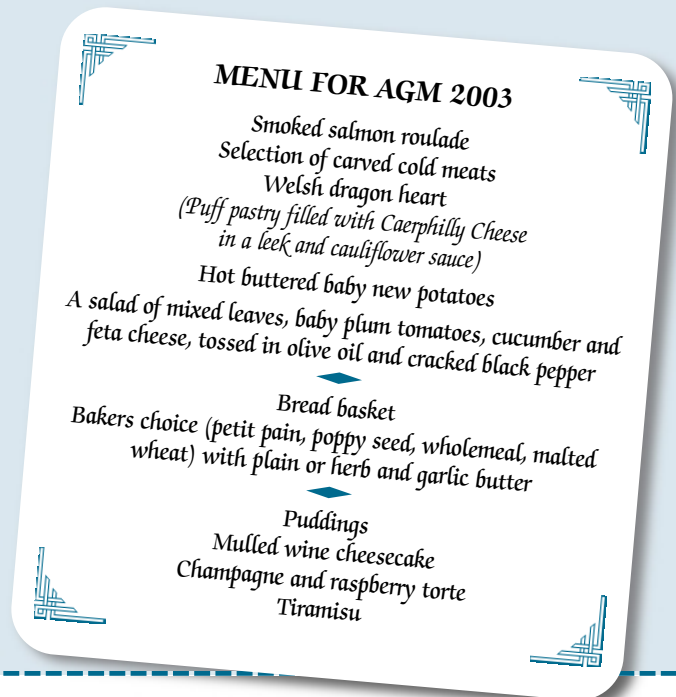 MENU FOR AGM 2003
Smoked salmon roulade
Selection of carved cold meats
Welsh dragon heart
(Puff pastry filled with Caerphilly Cheese
in a leek and cauliflower sauce)
Hot buttered baby new potatoes
A salad of mixed leaves, baby plum tomatoes, cucumber and
feta cheese, tossed in olive oil and cracked black pepper
Bread basket
Bakers choice (petit pain, poppy seed, wholemeal, malted
wheat) with plain or herb and garlic butter
Puddings
Mulled wine cheesecake
Champagne and raspberry torte
Tiramisu